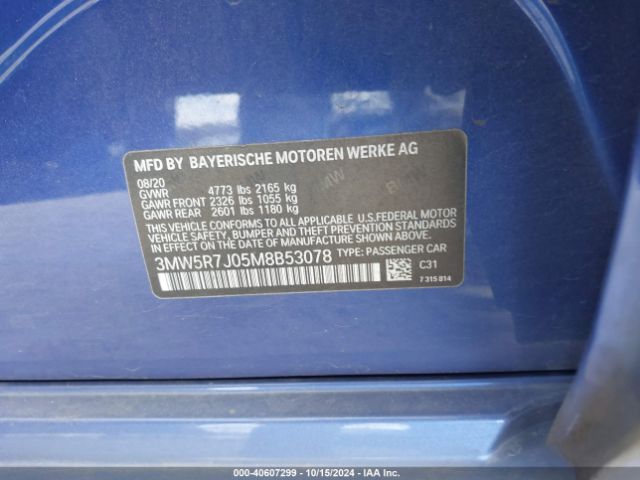 MFD BY BAYERISCHE MOTOREN WERKE AG
08/20
GVWR 4773 lbs 2165 kg
GAWR FRONT 2326 lbs 1055 kg
GAWR REAR 2601 lbs 1180 kg
THIS VEHICLE CONFORMS TO ALL APPLICABLE U.S.FEDERAL MOTOR
VEHICLE SAFETY, BUMPER AND THEFT PREVENTION STANDARDS
IN EFFECT ON THE DATE OF MANUFACTURE SHOWN ABOVE.
3MW5R7J05M8B53078 TYPE: PASSENGER CAR
C31
7 315 814
000-40607299 - 10/15/2024 - IAA Inc.